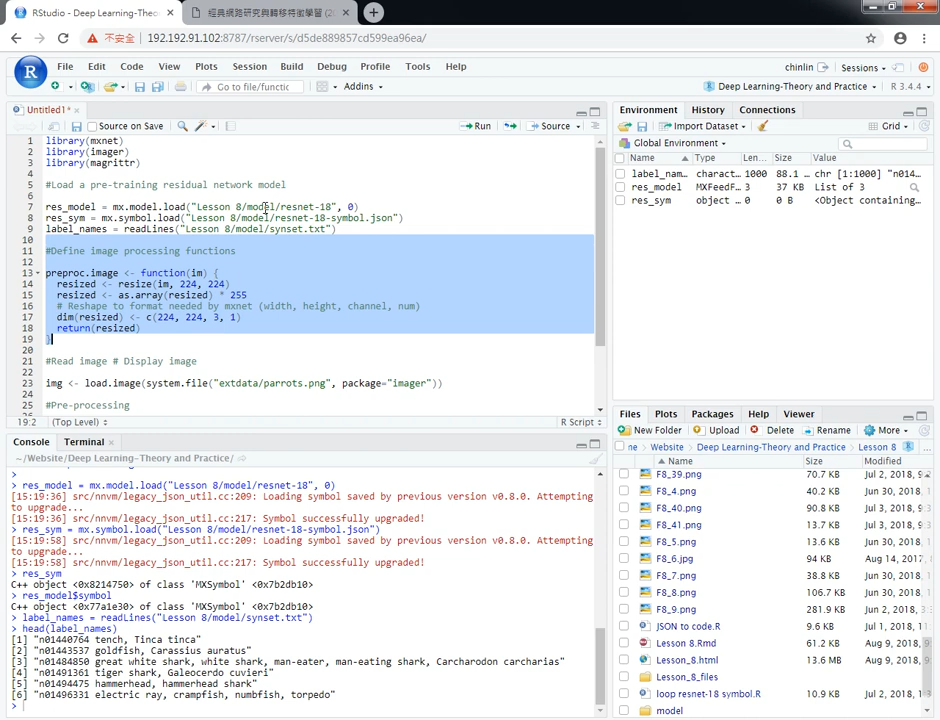 RStudio - Deep Learning-Theo
經典網路研究與轉移特徵學習 (201
不安全
192.192.91.102:8787/rserver/s/d5de889857cd599ea96ea/
File Edit Code View Plots Session Build Debug Profile Tools Help
chinlin Sessions
Go to file/function
Addins
Deep Learning-Theory and Practice
R 3.4.4
Untitled1*
Source on Save
Run
Source
1 library(mxnet)
2 library(imager)
3 library(magrittr)
4
5 #Load a pre-training residual network model
6
7 res_model = mx.model.load("Lesson 8/model/resnet-18", 0)
8 res_sym = mx.symbol.load("Lesson 8/model/resnet-18-symbol.json")
9 label_names = readLines("Lesson 8/model/synset.txt")
10
11 #Define image processing functions
12
13 preproc.image <- function(im) {
14 resized <- resize(im, 224, 224)
15 resized <- as.array(resized) * 255
16 # Reshape to format needed by mxnet (width, height, channel, num)
17 dim(resized) <- c(224, 224, 3, 1)
18 return(resized)
19 }
20
21 #Read image # Display image
22
23 img <- load.image(system.file("extdata/parrots.png", package="imager"))
24
25 #Pre-processing
19:2 (Top Level) R Script
Console Terminal
~/Website/Deep Learning-Theory and Practice/
> res_model = mx.model.load("Lesson 8/model/resnet-18", 0)
[15:19:36] src/nnvm/legacy_json_util.cc:209: Loading symbol saved by previous version v0.8.0. Attempting
to upgrade...
[15:19:36] src/nnvm/legacy_json_util.cc:217: Symbol successfully upgraded!
> res_sym = mx.symbol.load("Lesson 8/model/resnet-18-symbol.json")
[15:19:58] src/nnvm/legacy_json_util.cc:209: Loading symbol saved by previous version v0.8.0. Attempting
to upgrade...
[15:19:58] src/nnvm/legacy_json_util.cc:217: Symbol successfully upgraded!
> res_sym
C++ object <0x8214750> of class 'MXSymbol' <0x7b2db10>
> res_model$symbol
C++ object <0x77a1e30> of class 'MXSymbol' <0x7b2db10>
> label_names = readLines("Lesson 8/model/synset.txt")
> head(label_names)
[1] "n01440764 tench, Tinca tinca"
[2] "n01443537 goldfish, Carassius auratus"
[3] "n01484850 great white shark, white shark, man-eater, man-eating shark, Carcharodon carcharias"
[4] "n01491361 tiger shark, Galeocerdo cuvieri"
[5] "n01494475 hammerhead, hammerhead shark"
[6] "n01496331 electric ray, crampfish, numbfish, torpedo"
>
Environment History Connections
Import Dataset
Grid
Global Environment
Name Type Len... Size Value
label_nam... charact... 1000 88.1 ... chr [1:1000] "n014...
res_model MXFeedF... 3 37 KB List of 3
res_sym object ... 0 0 B <Object containing...
Files Plots Packages Help Viewer
New Folder Upload Delete Rename More
ne Website Deep Learning-Theory and Practice Lesson 8
Name Size Modified
F8_39.png 70.7 KB Jul 2, 2018,
F8_4.png 40.2 KB Jun 30, 2018,
F8_40.png 90.8 KB Jul 3, 2018,
F8_41.png 13.7 KB Jul 3, 2018,
F8_5.png 13.6 KB Jun 30, 2018,
F8_6.jpg 94 KB Aug 14, 2017,
F8_7.png 38.8 KB Jun 30, 2018,
F8_8.png 106.7 KB Jun 30, 2018,
F8_9.png 281.9 KB Jun 2, 2018,
JSON to code.R 9.6 KB Jun 30, 2018,
Lesson 8.Rmd 61.2 KB Jul 3, 2018,
Lesson_8.html 13.6 MB Jul 3, 2018,
Lesson_8_files
loop resnet-18 symbol.R 10.9 KB Jul 2, 2018,
model